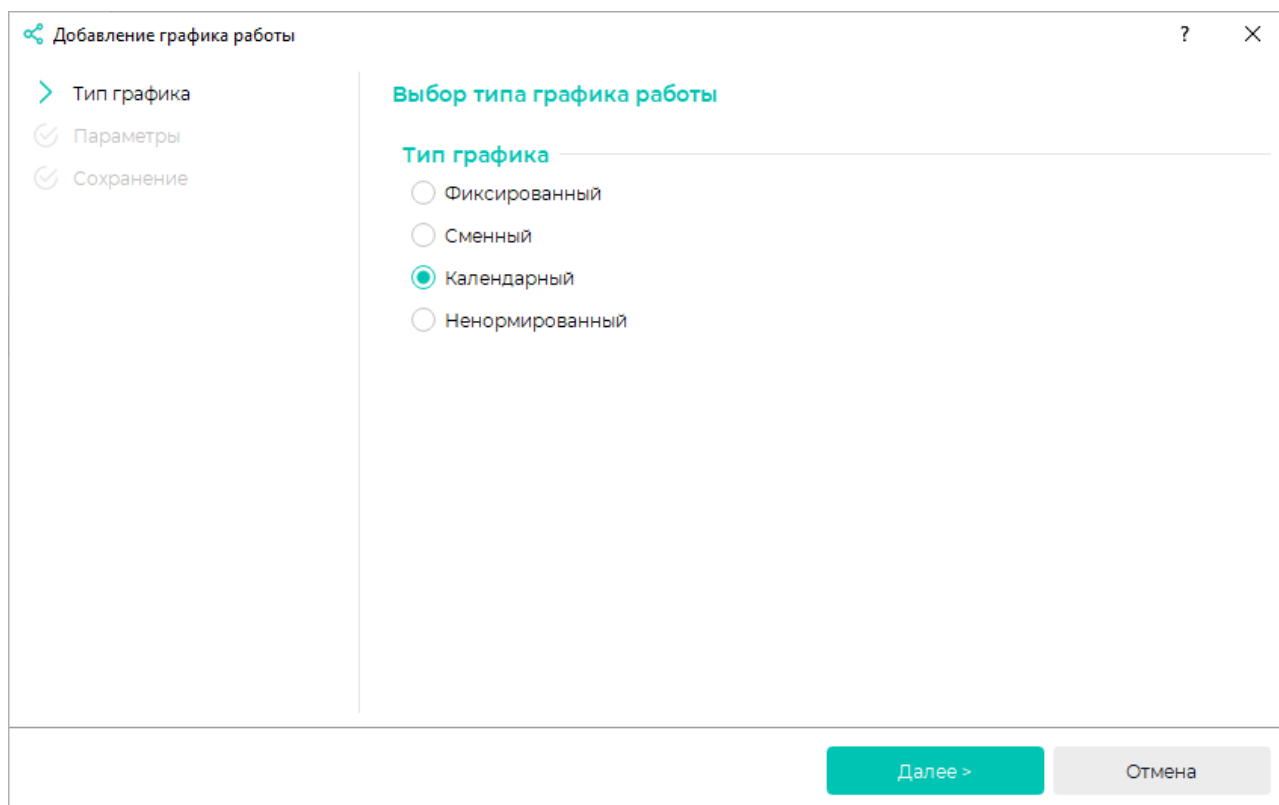 Добавление графика работы
?
Тип графика
Параметры
Сохранение
Выбор типа графика работы
Тип графика
Фиксированный
Сменный
Календарный
Ненормированный
Далее >
Отмена